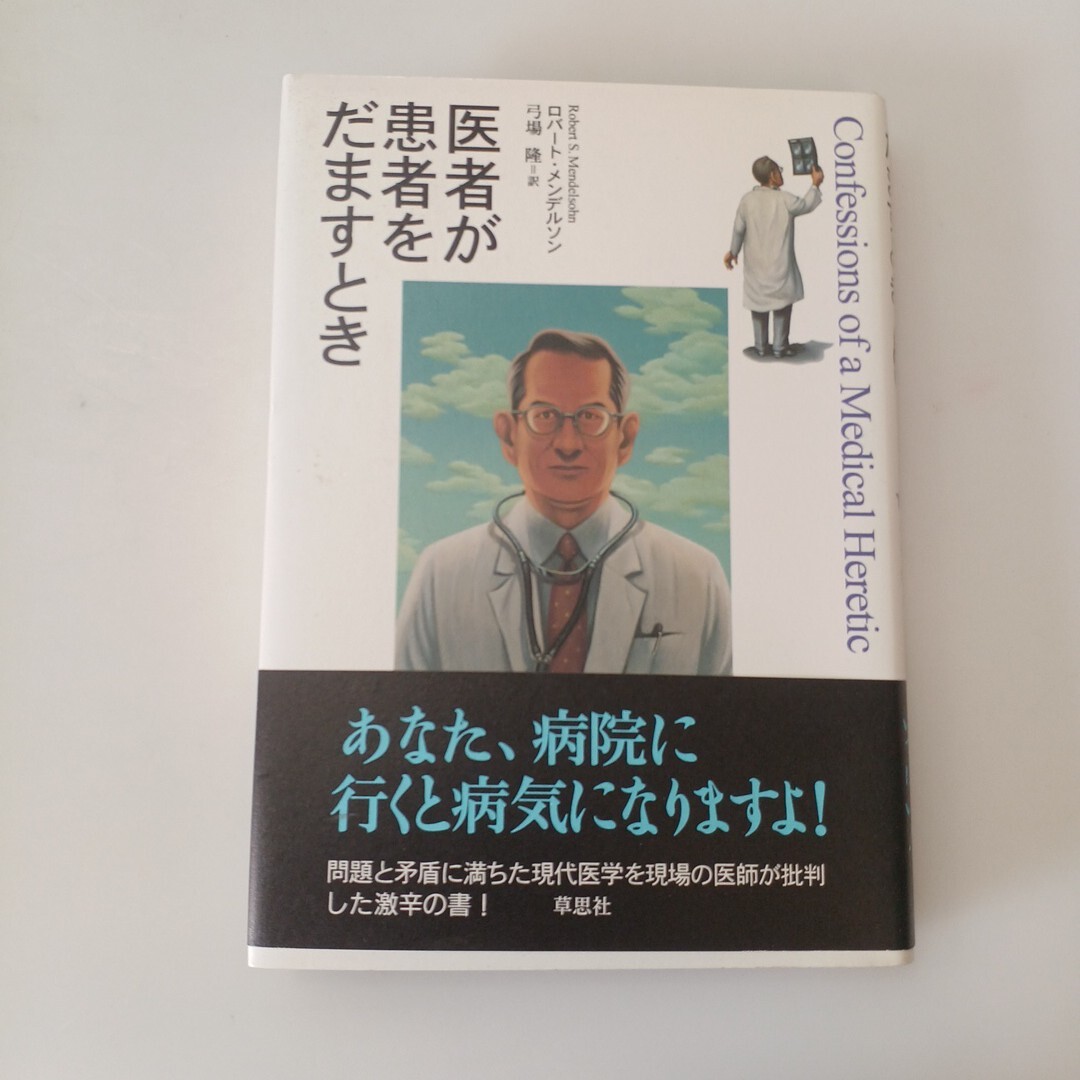 医者が
患者を
だますとき
Robert S. Mendelsohn
ロバート・メンデルソン
弓場 隆=訳
Confessions of a Medical Heretic
あなた、病院に
行くと病気になりますよ!
問題と矛盾に満ちた現代医学を現場の医師が批判
した激辛の書! 草思社